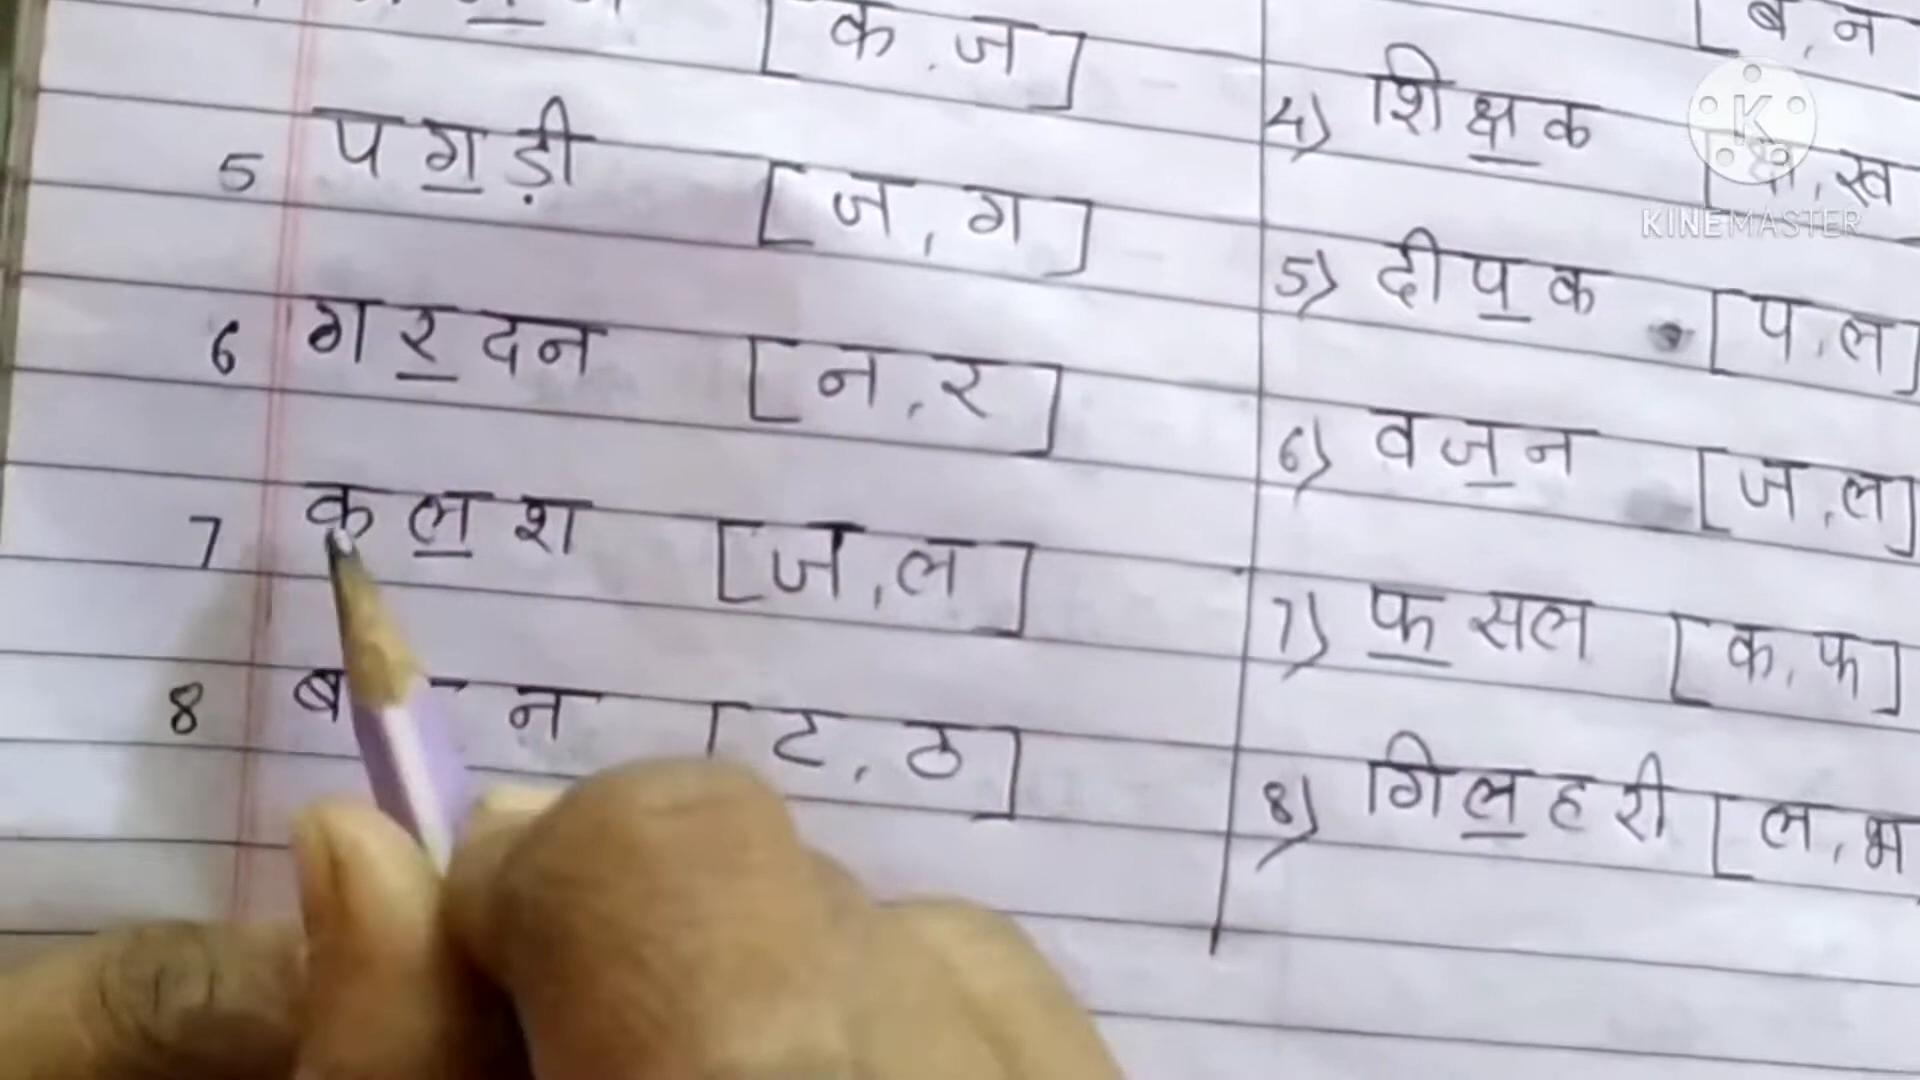 [क, ज]
5 पगड़ी [ज, ग]
6 गरदन [न, र]
7 कलश [ज, ल]
8 ब न [ट, ठ]
[ब, न
4) शिक्षक [क्ष, ख
5) दीपक [प, ल]
6) वजन [ज, ल]
7) फसल [क, फ]
8) गिलहरी [ल, भ
K
KINEMASTER